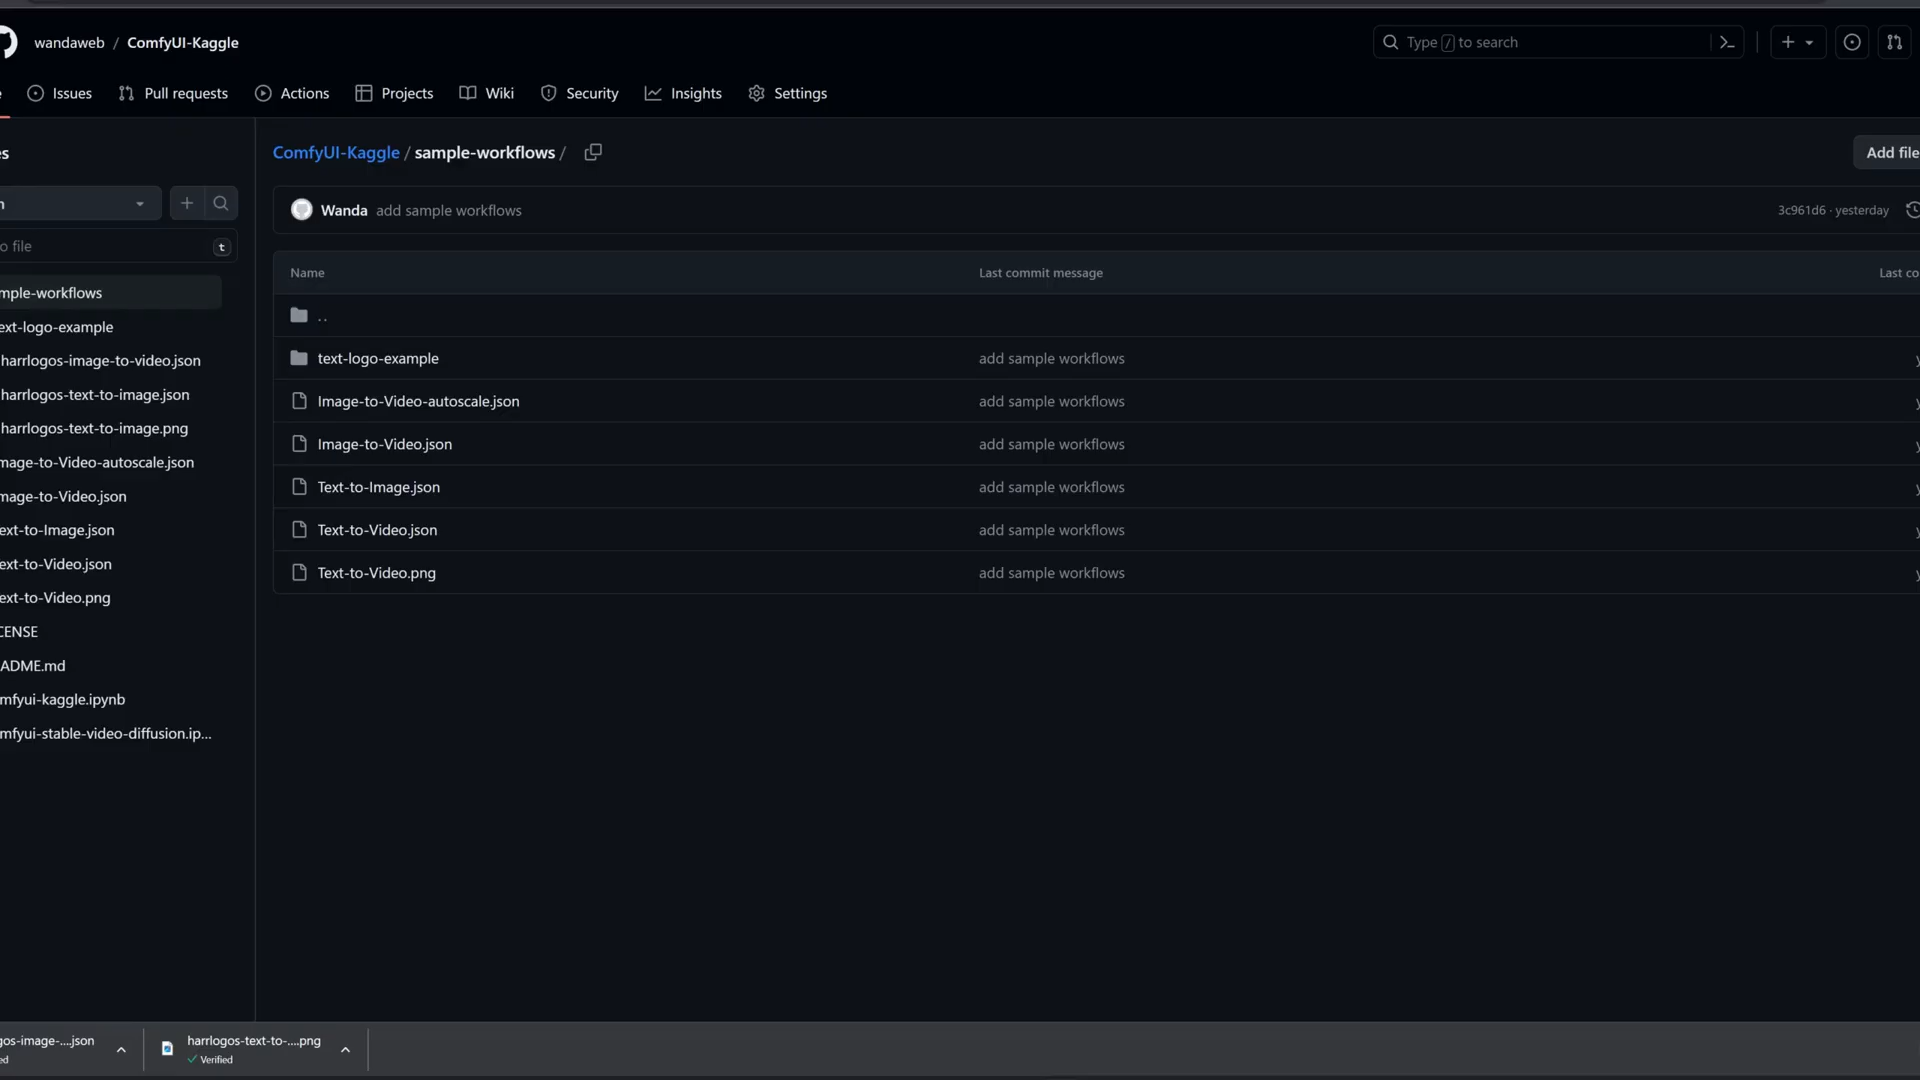 wandaweb / ComfyUI-Kaggle
Type / to search
Issues
Pull requests
Actions
Projects
Wiki
Security
Insights
Settings
ComfyUI-Kaggle / sample-workflows /
Add file
t
Wanda add sample workflows
3c961d6 · yesterday
Name
Last commit message
Last co
..
text-logo-example
add sample workflows
Image-to-Video-autoscale.json
add sample workflows
Image-to-Video.json
add sample workflows
Text-to-Image.json
add sample workflows
Text-to-Video.json
add sample workflows
Text-to-Video.png
add sample workflows
o file
mple-workflows
ext-logo-example
harrlogos-image-to-video.json
harrlogos-text-to-image.json
harrlogos-text-to-image.png
mage-to-Video-autoscale.json
mage-to-Video.json
ext-to-Image.json
ext-to-Video.json
ext-to-Video.png
CENSE
ADME.md
mfyui-kaggle.ipynb
mfyui-stable-video-diffusion.ip...
gos-image-....json
harrlogos-text-to-....png
Verified